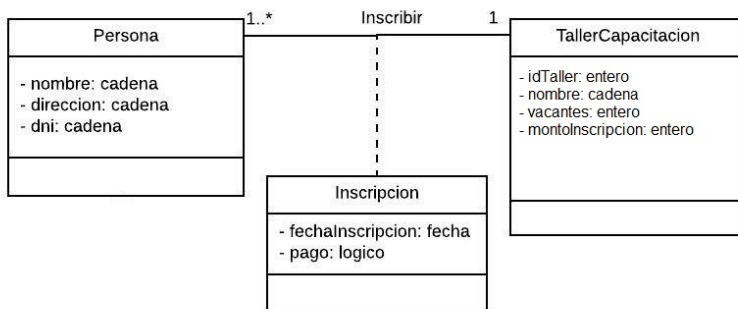 1..* Inscribir 1
Persona
- nombre: cadena
- direccion: cadena
- dni: cadena
TallerCapacitacion
- idTaller: entero
- nombre: cadena
- vacantes: entero
- montoInscripcion: entero
Inscripcion
- fechaInscripcion: fecha
- pago: logico